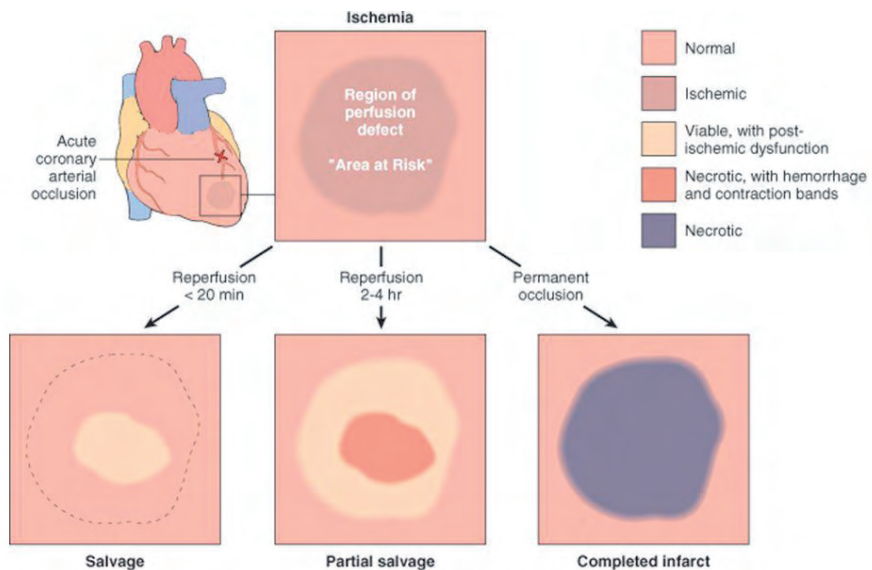 Ischemia
Acute
coronary
arterial
occlusion
Region of
perfusion
defect
"Area at Risk"
Normal
Ischemic
Viable, with post-
ischemic dysfunction
Necrotic, with hemorrhage
and contraction bands
Necrotic
Reperfusion
< 20 min
Reperfusion
2-4 hr
Permanent
occlusion
Salvage
Partial salvage
Completed infarct